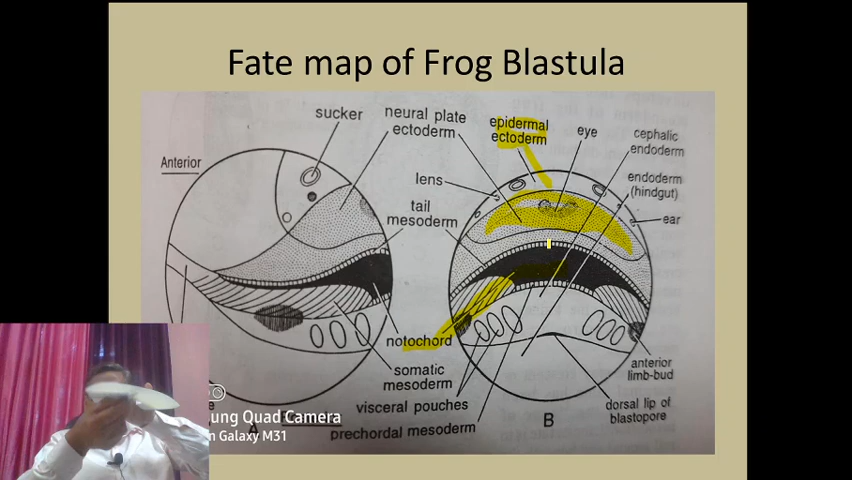 Fate map of Frog Blastula
sucker
neural plate
ectoderm
epidermal
ectoderm
eye
cephalic
endoderm
Anterior
lens
endoderm
(hindgut)
tail
mesoderm
ear
notochord
somatic
mesoderm
anterior
limb-bud
visceral pouches
dorsal lip of
blastopore
prechordal mesoderm
A
B
ung Quad Camera
n Galaxy M31